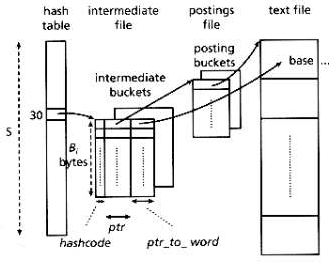 hash table
intermediate file
postings file
text file
posting buckets
intermediate buckets
base ...
30
S
Bi bytes
hashcode
ptr
ptr_to_ word